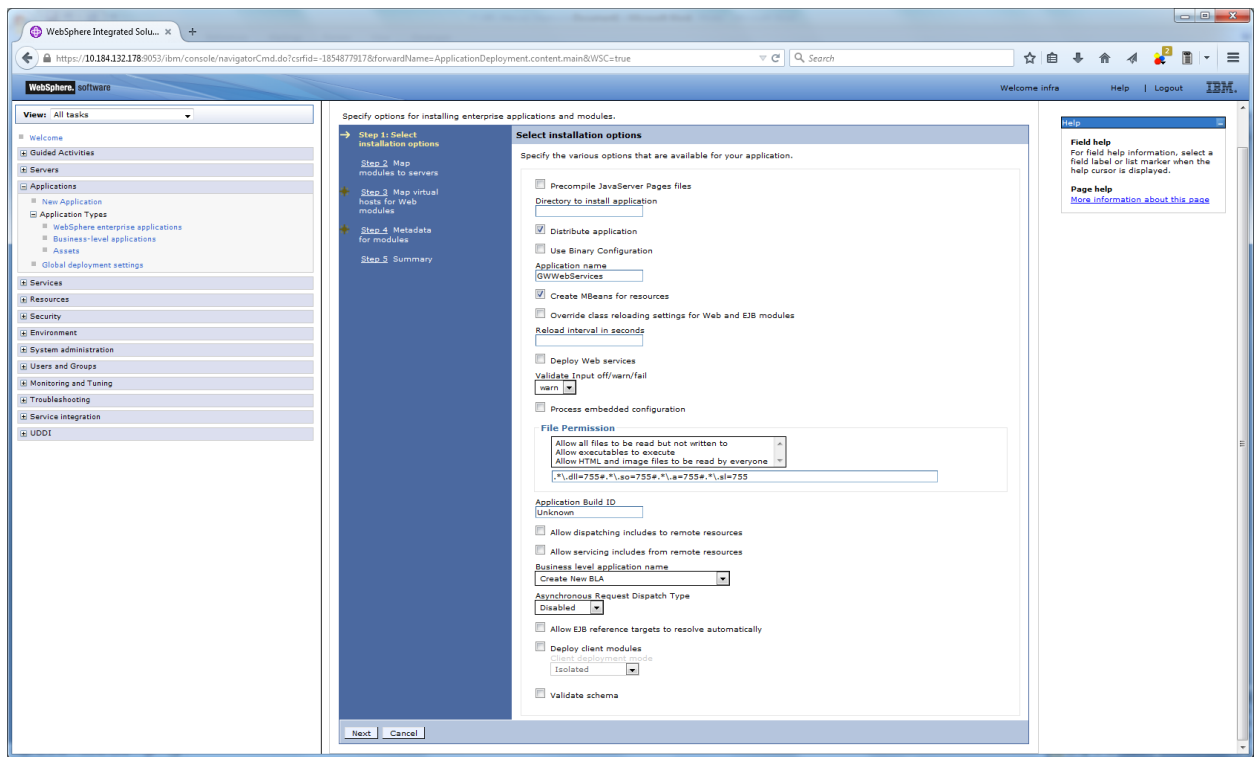 WebSphere Integrated Solu...
https://10.184.132.178:9053/ibm/console/navigatorCmd.do?csrfid=-1854877917&forwardName=ApplicationDeployment.content.main&WSC=true
Search
2
WebSphere. software
Welcome infra
Help | Logout
IBM.
View: All tasks
Welcome
Guided Activities
Servers
Applications
New Application
Application Types
WebSphere enterprise applications
Business-level applications
Assets
Global deployment settings
Services
Resources
Security
Environment
System administration
Users and Groups
Monitoring and Tuning
Troubleshooting
Service integration
UDDI
Specify options for installing enterprise applications and modules.
Step 1: Select
installation options
Step 2 Map
modules to servers
Step 3 Map virtual
hosts for Web
modules
Step 4 Metadata
for modules
Step 5 Summary
Select installation options
Specify the various options that are available for your application.
Precompile JavaServer Pages files
Directory to install application
Distribute application
Use Binary Configuration
Application name
GWWebServices
Create MBeans for resources
Override class reloading settings for Web and EJB modules
Reload interval in seconds
Deploy Web services
Validate Input off/warn/fail
warn
Process embedded configuration
File Permission
Allow all files to be read but not written to
Allow executables to execute
Allow HTML and image files to be read by everyone
.*\.dll=755#.*\.so=755#.*\.a=755#.*\.sl=755
Application Build ID
Unknown
Allow dispatching includes to remote resources
Allow servicing includes from remote resources
Business level application name
Create New BLA
Asynchronous Request Dispatch Type
Disabled
Allow EJB reference targets to resolve automatically
Deploy client modules
Client deployment mode
Isolated
Validate schema
Next
Cancel
Help
Field help
For field help information, select a
field label or list marker when the
help cursor is displayed.
Page help
More information about this page